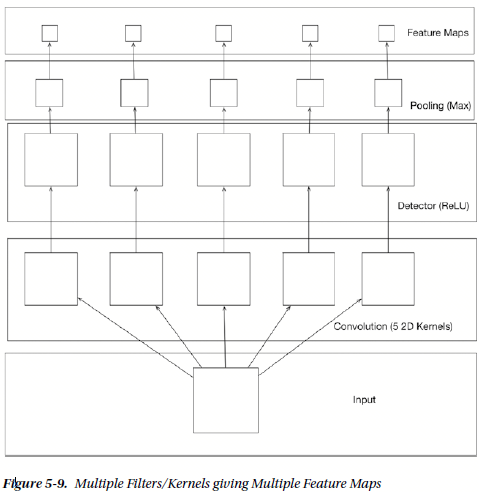 Feature Maps
Pooling (Max)
Detector (ReLU)
Convolution (5 2D Kernels)
Input
Figure 5-9. Multiple Filters/Kernels giving Multiple Feature Maps